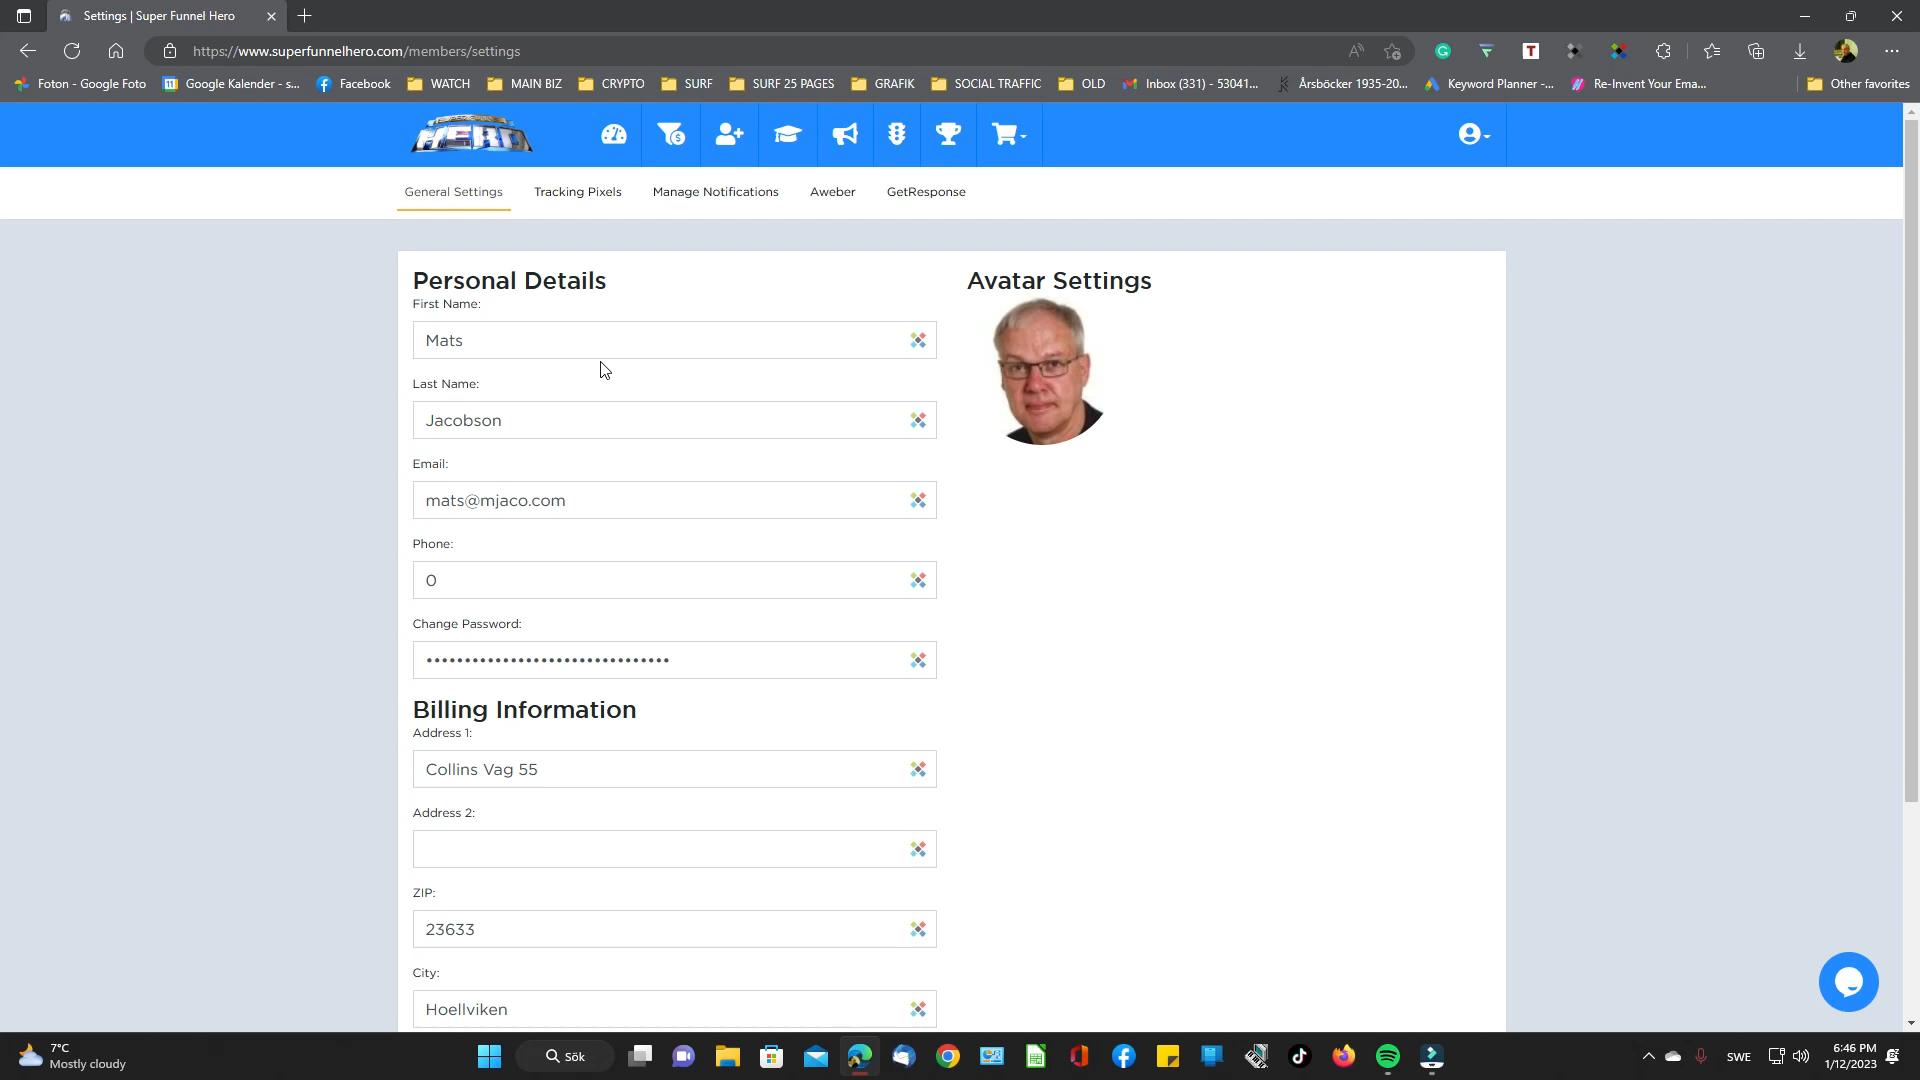 Settings | Super Funnel Hero
https://www.superfunnelhero.com/members/settings
Foton - Google Foto
Google Kalender - s...
Facebook
WATCH
MAIN BIZ
CRYPTO
SURF
SURF 25 PAGES
GRAFIK
SOCIAL TRAFFIC
OLD
Inbox (331) - 53041...
Årsböcker 1935-20...
Keyword Planner -...
Re-Invent Your Ema...
Other favorites
HERO
General Settings
Tracking Pixels
Manage Notifications
Aweber
GetResponse
Personal Details
First Name:
Mats
Last Name:
Jacobson
Email:
mats@mjaco.com
Phone:
0
Change Password:
Billing Information
Address 1:
Collins Vag 55
Address 2:
ZIP:
23633
City:
Hoellviken
Avatar Settings
7°C
Mostly cloudy
Sök
SWE
6:46 PM
1/12/2023